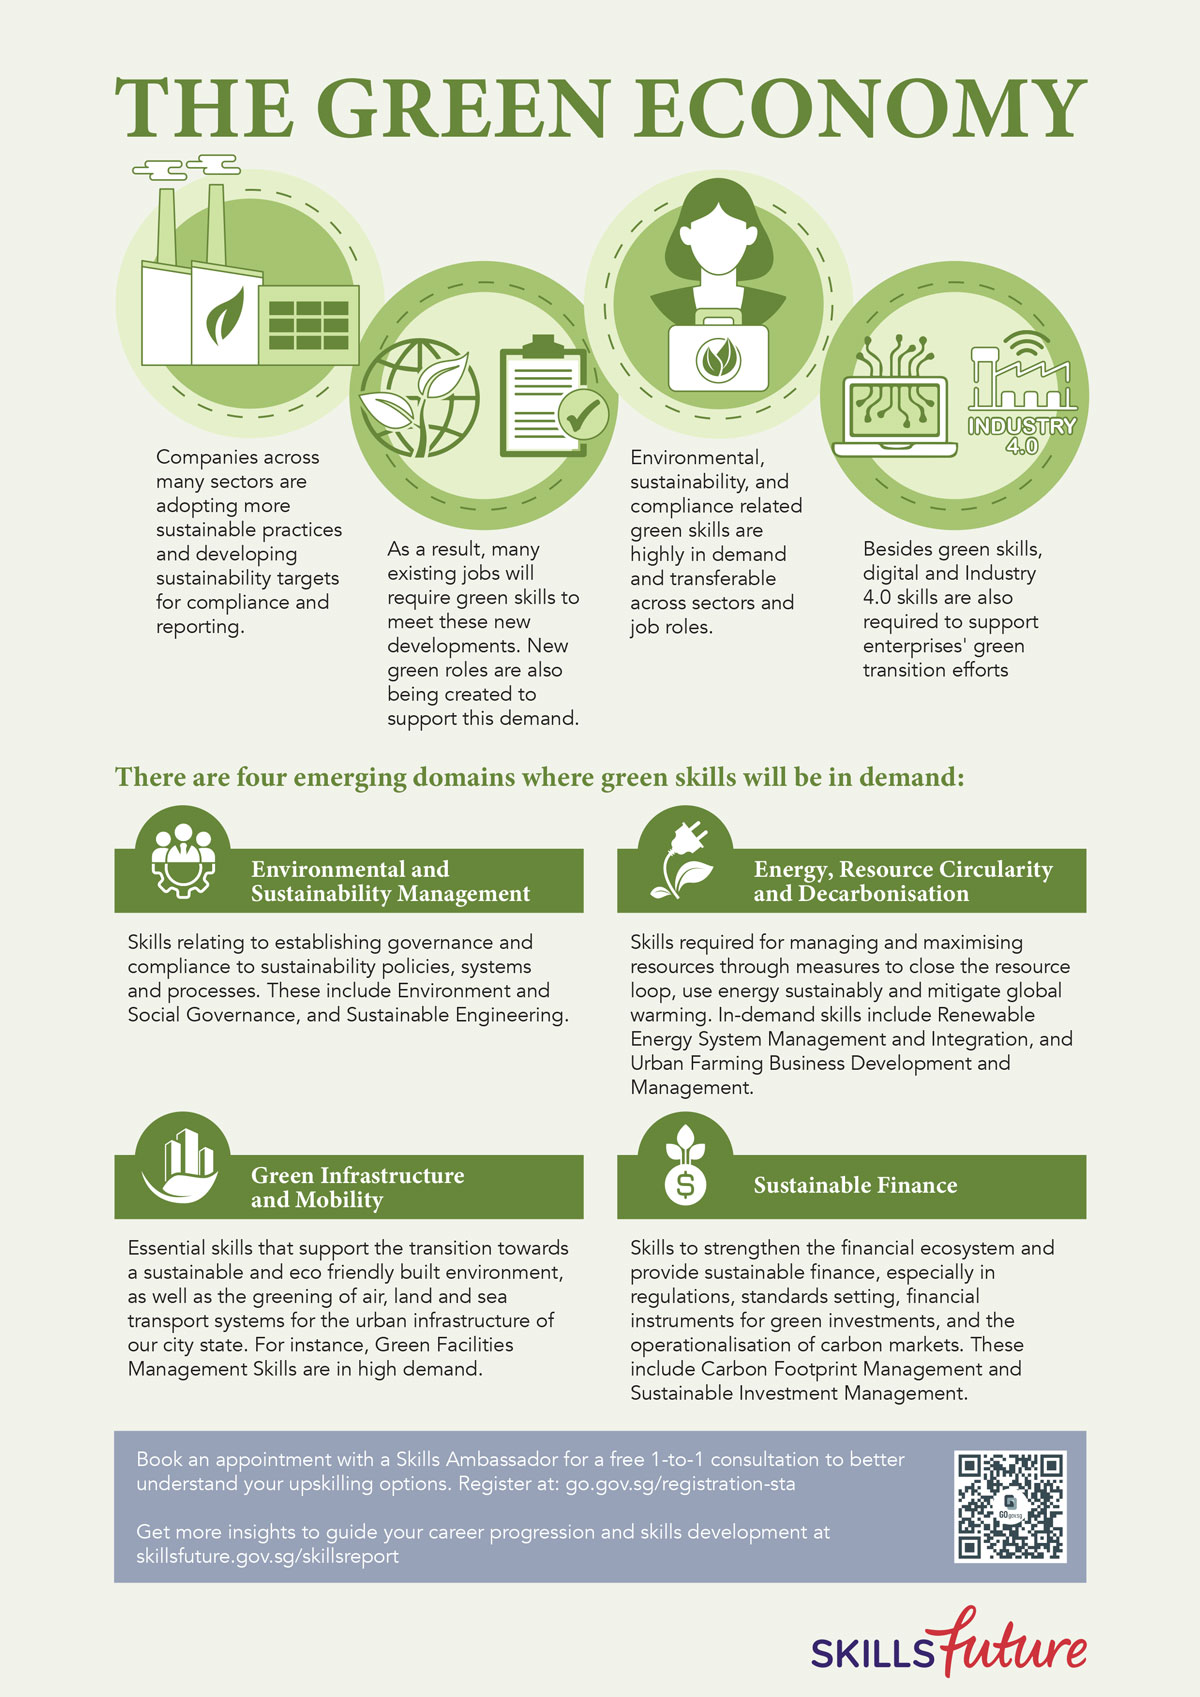 THE GREEN ECONOMY
INDUSTRY
4.0
Companies across
many sectors are
adopting more
sustainable practices
and developing
sustainability targets
for compliance and
reporting.
As a result, many
existing jobs will
require green skills to
meet these new
developments. New
green roles are also
being created to
support this demand.
Environmental,
sustainability, and
compliance related
green skills are
highly in demand
and transferable
across sectors and
job roles.
Besides green skills,
digital and Industry
4.0 skills are also
required to support
enterprises' green
transition efforts
There are four emerging domains where green skills will be in demand:
Environmental and
Sustainability Management
Skills relating to establishing governance and
compliance to sustainability policies, systems
and processes. These include Environment and
Social Governance, and Sustainable Engineering.
Energy, Resource Circularity
and Decarbonisation
Skills required for managing and maximising
resources through measures to close the resource
loop, use energy sustainably and mitigate global
warming. In-demand skills include Renewable
Energy System Management and Integration, and
Urban Farming Business Development and
Management.
Green Infrastructure
and Mobility
Essential skills that support the transition towards
a sustainable and eco friendly built environment,
as well as the greening of air, land and sea
transport systems for the urban infrastructure of
our city state. For instance, Green Facilities
Management Skills are in high demand.
$
Sustainable Finance
Skills to strengthen the financial ecosystem and
provide sustainable finance, especially in
regulations, standards setting, financial
instruments for green investments, and the
operationalisation of carbon markets. These
include Carbon Footprint Management and
Sustainable Investment Management.
Book an appointment with a Skills Ambassador for a free 1-to-1 consultation to better
understand your upskilling options. Register at: go.gov.sg/registration-sta
Get more insights to guide your career progression and skills development at
skillsfuture.gov.sg/skillsreport
GO gov.sg
SKILLSfuture